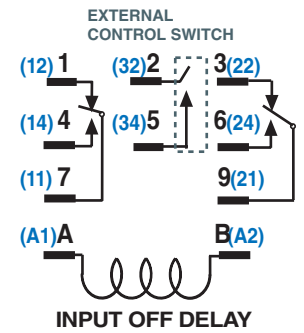 EXTERNAL
CONTROL SWITCH
(12) 1 (32) 2 3 (22)
(14) 4 (34) 5 6 (24)
(11) 7 9 (21)
(A1) A B (A2)
INPUT OFF DELAY